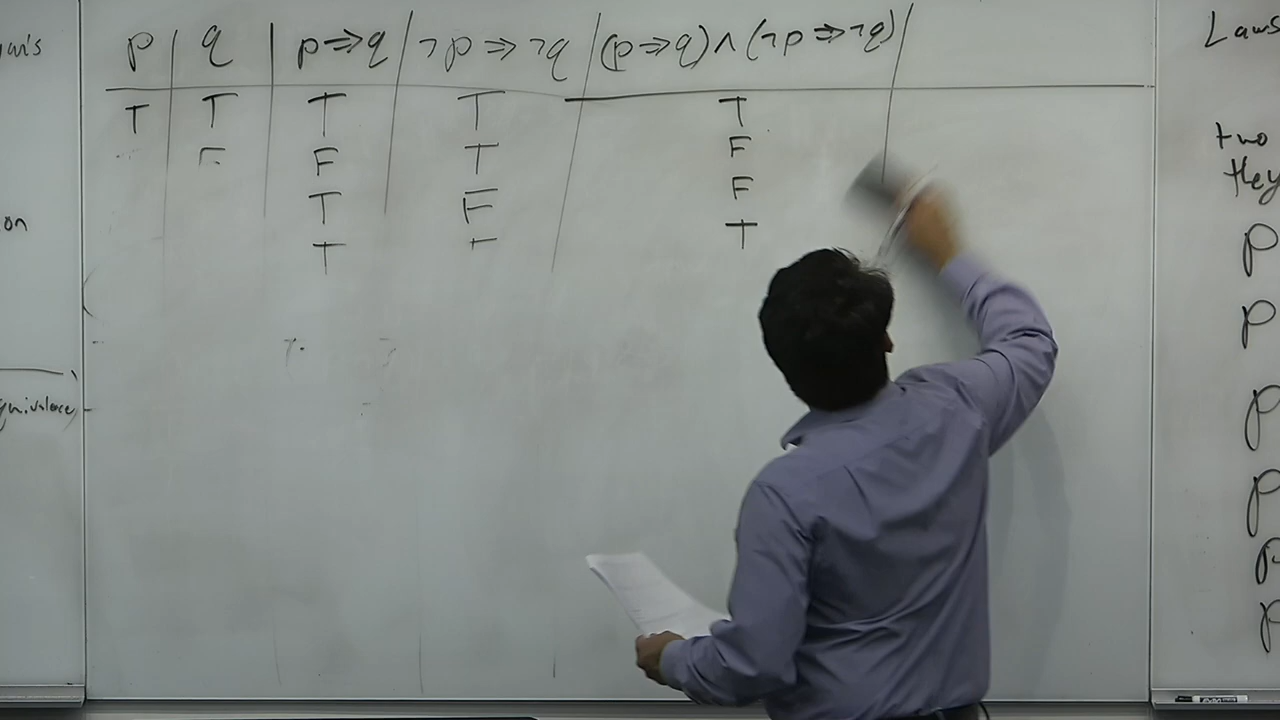 p q p⇒q ¬p⇒¬q (p⇒q)∧(¬p⇒¬q)
T T T T T
F F T F
T F F
T T
on
Laws
two
they
p
p
p
p
p
p